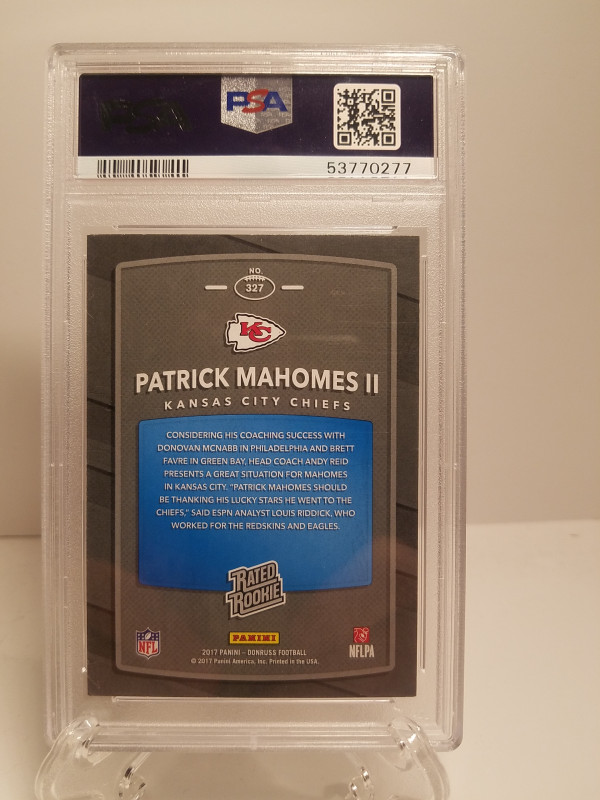 PSA
53770277
NO.
327
KC
PATRICK MAHOMES II
KANSAS CITY CHIEFS
CONSIDERING HIS COACHING SUCCESS WITH
DONOVAN MCNABB IN PHILADELPHIA AND BRETT
FAVRE IN GREEN BAY, HEAD COACH ANDY REID
PRESENTS A GREAT SITUATION FOR MAHOMES
IN KANSAS CITY. "PATRICK MAHOMES SHOULD
BE THANKING HIS LUCKY STARS HE WENT TO THE
CHIEFS," SAID ESPN ANALYST LOUIS RIDDICK, WHO
WORKED FOR THE REDSKINS AND EAGLES.
RATED
ROOKIE
PANINI
NFL
NFLPA
2017 PANINI – DONRUSS FOOTBALL
© 2017 Panini America, Inc. Printed in the USA.